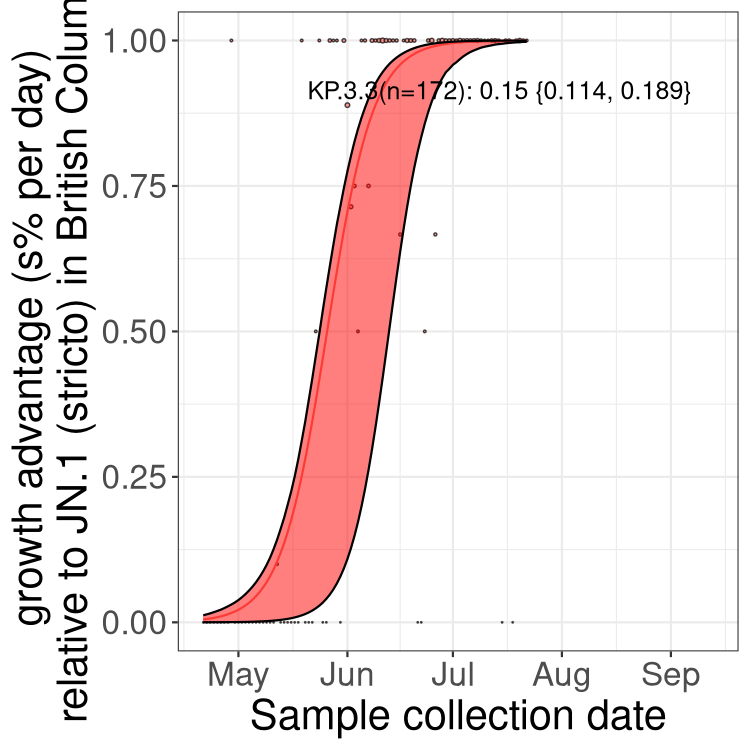 growth advantage (s% per day)
relative to JN.1 (stricto) in British Colum
1.00
0.75
0.50
0.25
0.00
KP.3.3(n=172): 0.15 {0.114, 0.189}
May Jun Jul Aug Sep
Sample collection date